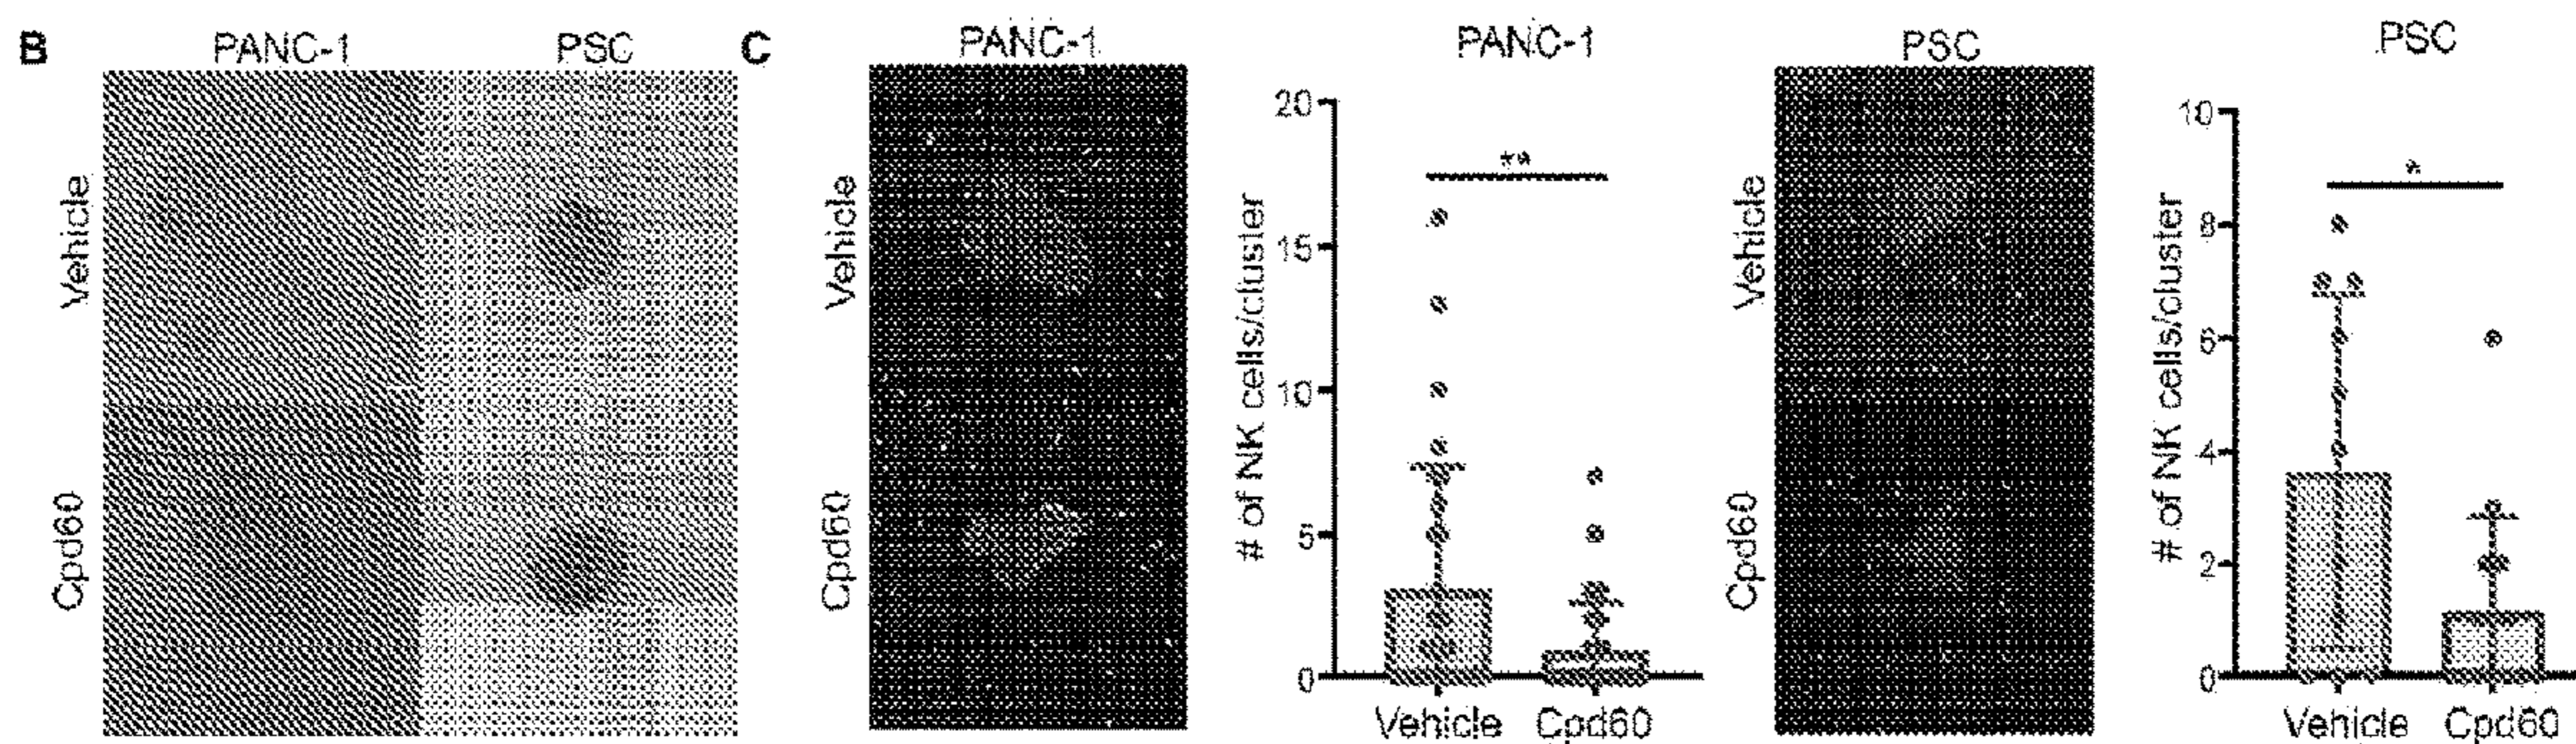 B
PANC-1
PSC
Vehicle
Cpd60
C
PANC-1
Vehicle
Cpd60
PANC-1
# of NK cells/cluster
20
15
10
5
0
**
Vehicle
Cpd60
PSC
Vehicle
Cpd60
PSC
# of NK cells/cluster
10
8
6
4
2
0
*
Vehicle
Cpd60